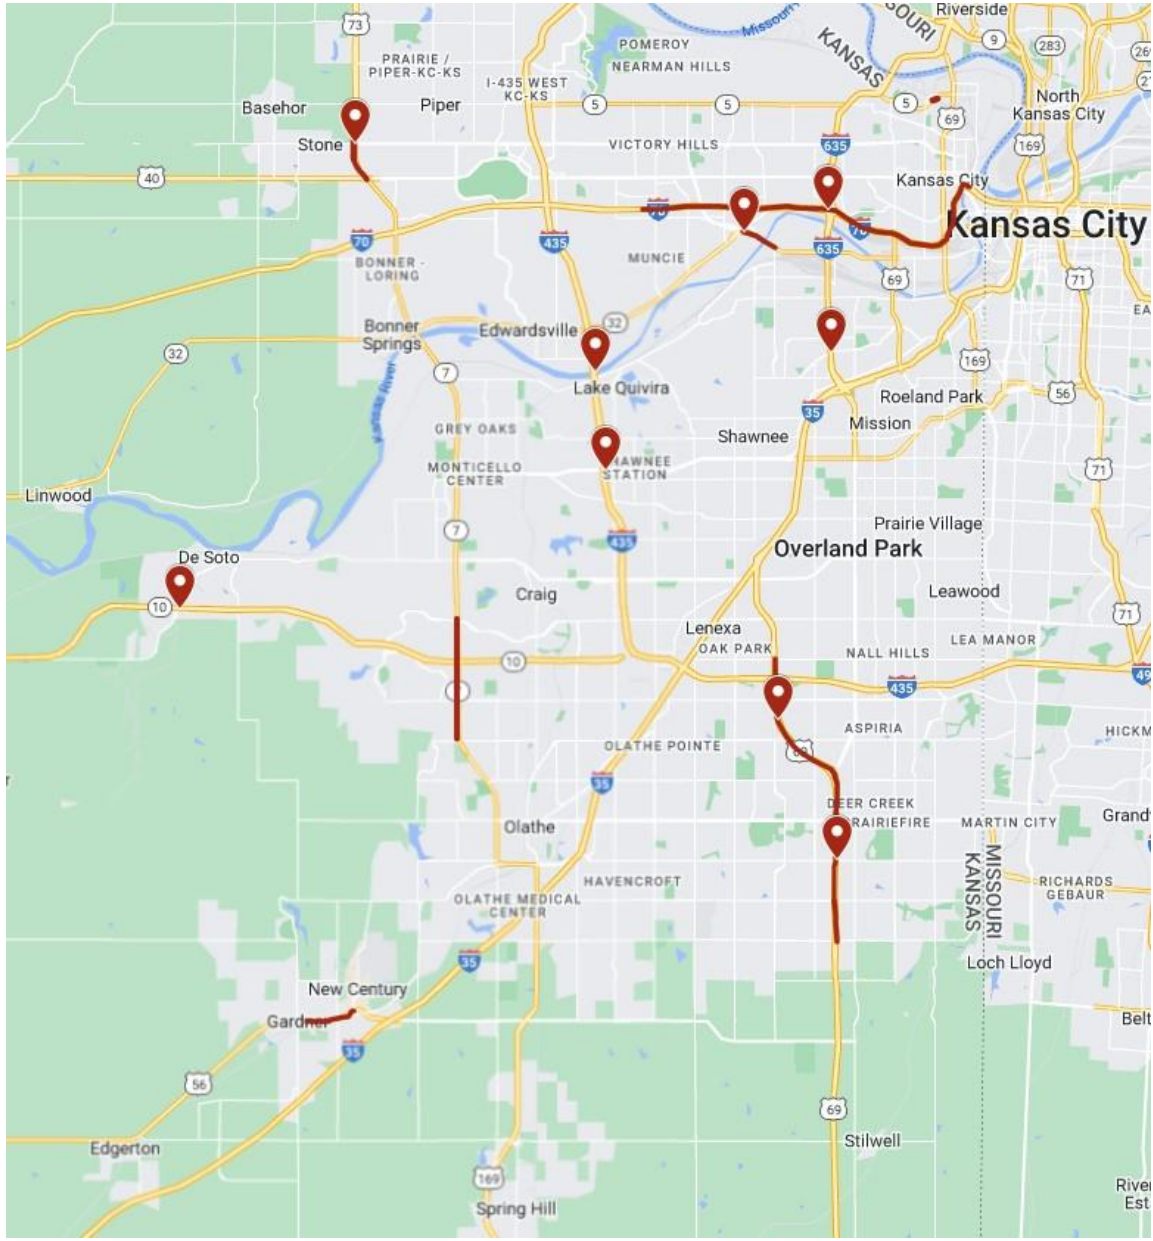 Riverside
73
MISSOURI
Missouri
9
KANSAS
POMEROY
283
PRAIRIE /
PIPER-KC-KS
NEARMAN HILLS
I-435 WEST
KC-KS
Basehor
Piper
5
5
5
North
Kansas City
69
Stone
VICTORY HILLS
635
169
40
Kansas City
70
70
Kansas City
70
435
635
BONNER -
LORING
MUNCIE
69
71
Bonner
Springs
Edwardsville
32
32
7
Kansas River
Lake Quivira
169
Roeland Park
56
35
Mission
GREY OAKS
Shawnee
MONTICELLO
CENTER
HAWNEE
STATION
71
Linwood
7
Prairie Village
435
Overland Park
De Soto
Craig
Leawood
10
71
Lenexa
OAK PARK
LEA MANOR
NALL HILLS
10
435
49
ASPIRIA
OLATHE POINTE
HICKM
35
DEER CREEK
RAIRIEFIRE
MARTIN CITY
Grand
Olathe
MISSOURI
KANSAS
HAVENCROFT
RICHARDS
GEBAUR
OLATHE MEDICAL
CENTER
35
Loch Lloyd
New Century
Gardner
Belt
35
56
69
Edgerton
Stilwell
169
River
Est
Spring Hill